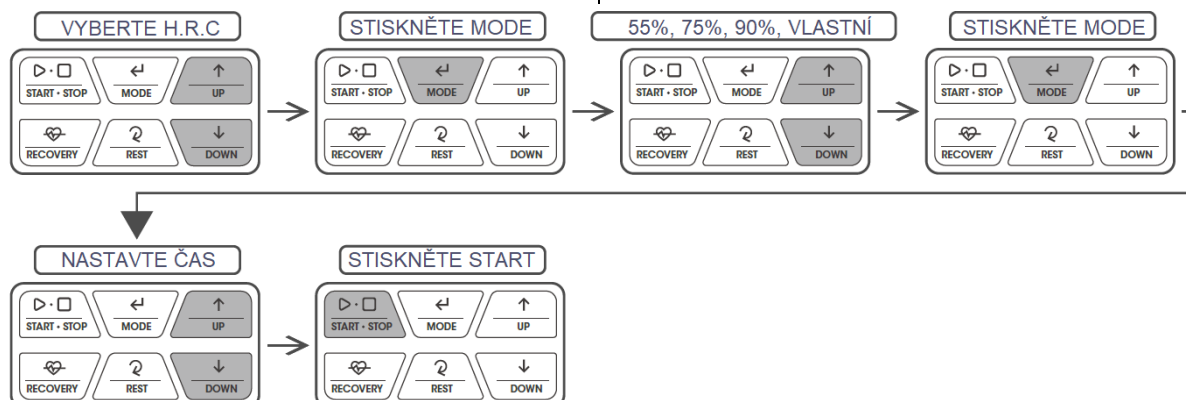 VYBERTE H.R.C
START • STOP MODE UP
RECOVERY REST DOWN
STISKNĚTE MODE
START • STOP MODE UP
RECOVERY REST DOWN
55%, 75%, 90%, VLASTNÍ
START • STOP MODE UP
RECOVERY REST DOWN
STISKNĚTE MODE
START • STOP MODE UP
RECOVERY REST DOWN
NASTAVTE ČAS
START • STOP MODE UP
RECOVERY REST DOWN
STISKNĚTE START
START • STOP MODE UP
RECOVERY REST DOWN